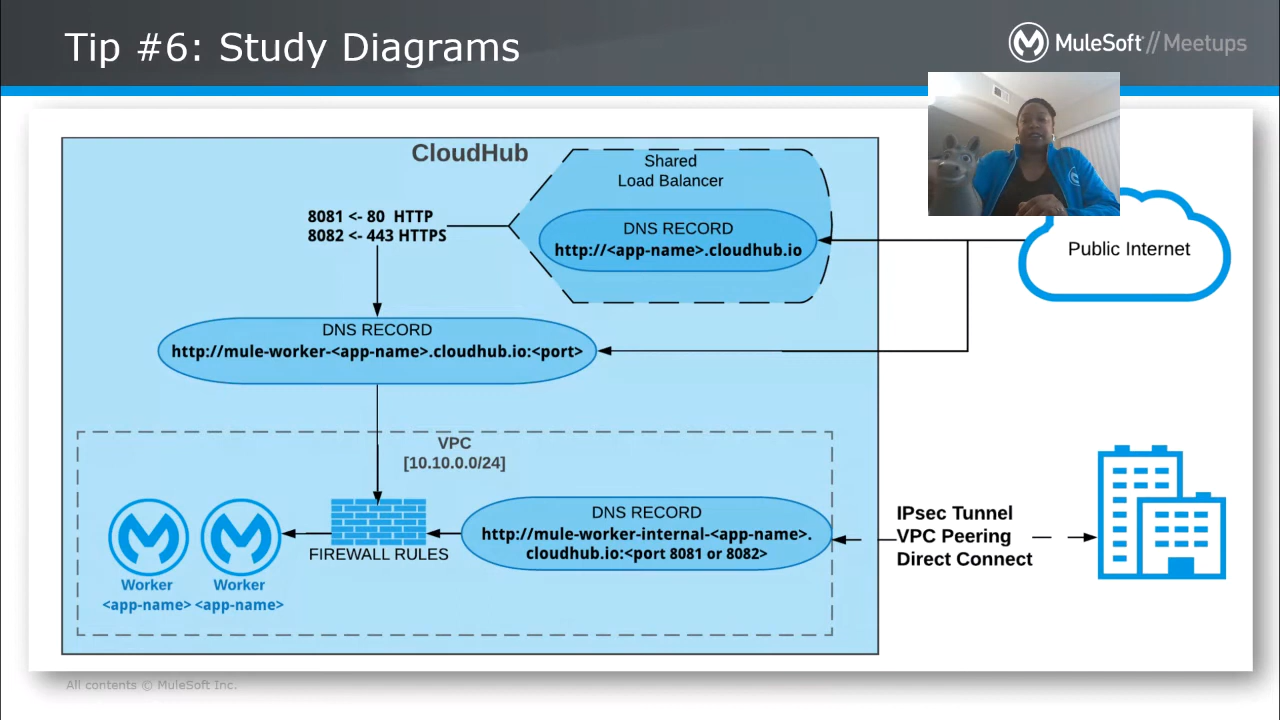 Tip #6: Study Diagrams
MuleSoft // Meetups
CloudHub
Shared
Load Balancer
8081 <- 80 HTTP
8082 <- 443 HTTPS
DNS RECORD
http://<app-name>.cloudhub.io
Public Internet
DNS RECORD
http://mule-worker-<app-name>.cloudhub.io:<port>
VPC
[10.10.0.0/24]
DNS RECORD
http://mule-worker-internal-<app-name>.
cloudhub.io:<port 8081 or 8082>
IPsec Tunnel
VPC Peering
Direct Connect
FIREWALL RULES
Worker
<app-name>
Worker
<app-name>
All contents © MuleSoft Inc.